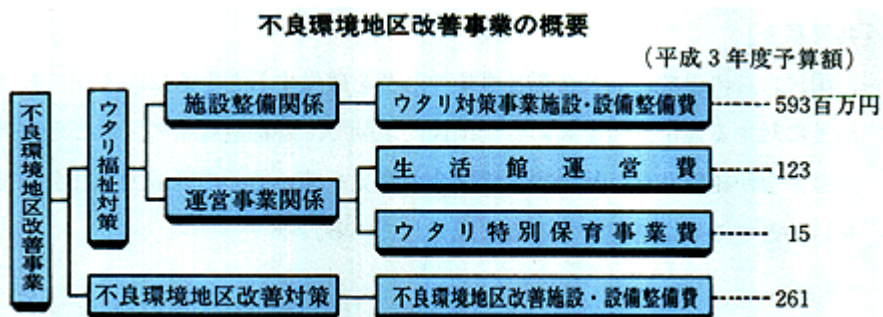 不良環境地区改善事業の概要
(平成3年度予算額)
不良環境地区改善事業
ウタリ福祉対策
施設整備関係
ウタリ対策事業施設・設備整備費
593百万円
運営事業関係
生活館運営費
123
ウタリ特別保育事業費
15
不良環境地区改善対策
不良環境地区改善施設・設備整備費
261